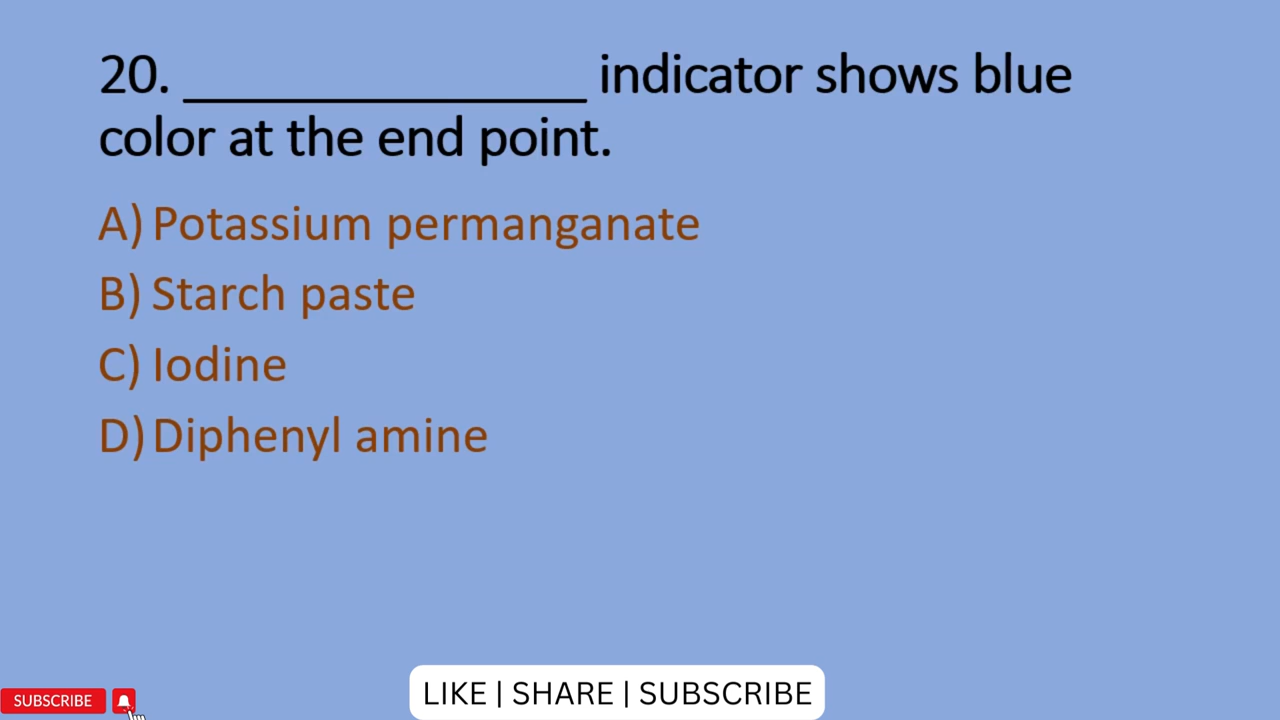 20. _______________ indicator shows blue
color at the end point.
A) Potassium permanganate
B) Starch paste
C) Iodine
D) Diphenyl amine
LIKE | SHARE | SUBSCRIBE
SUBSCRIBE